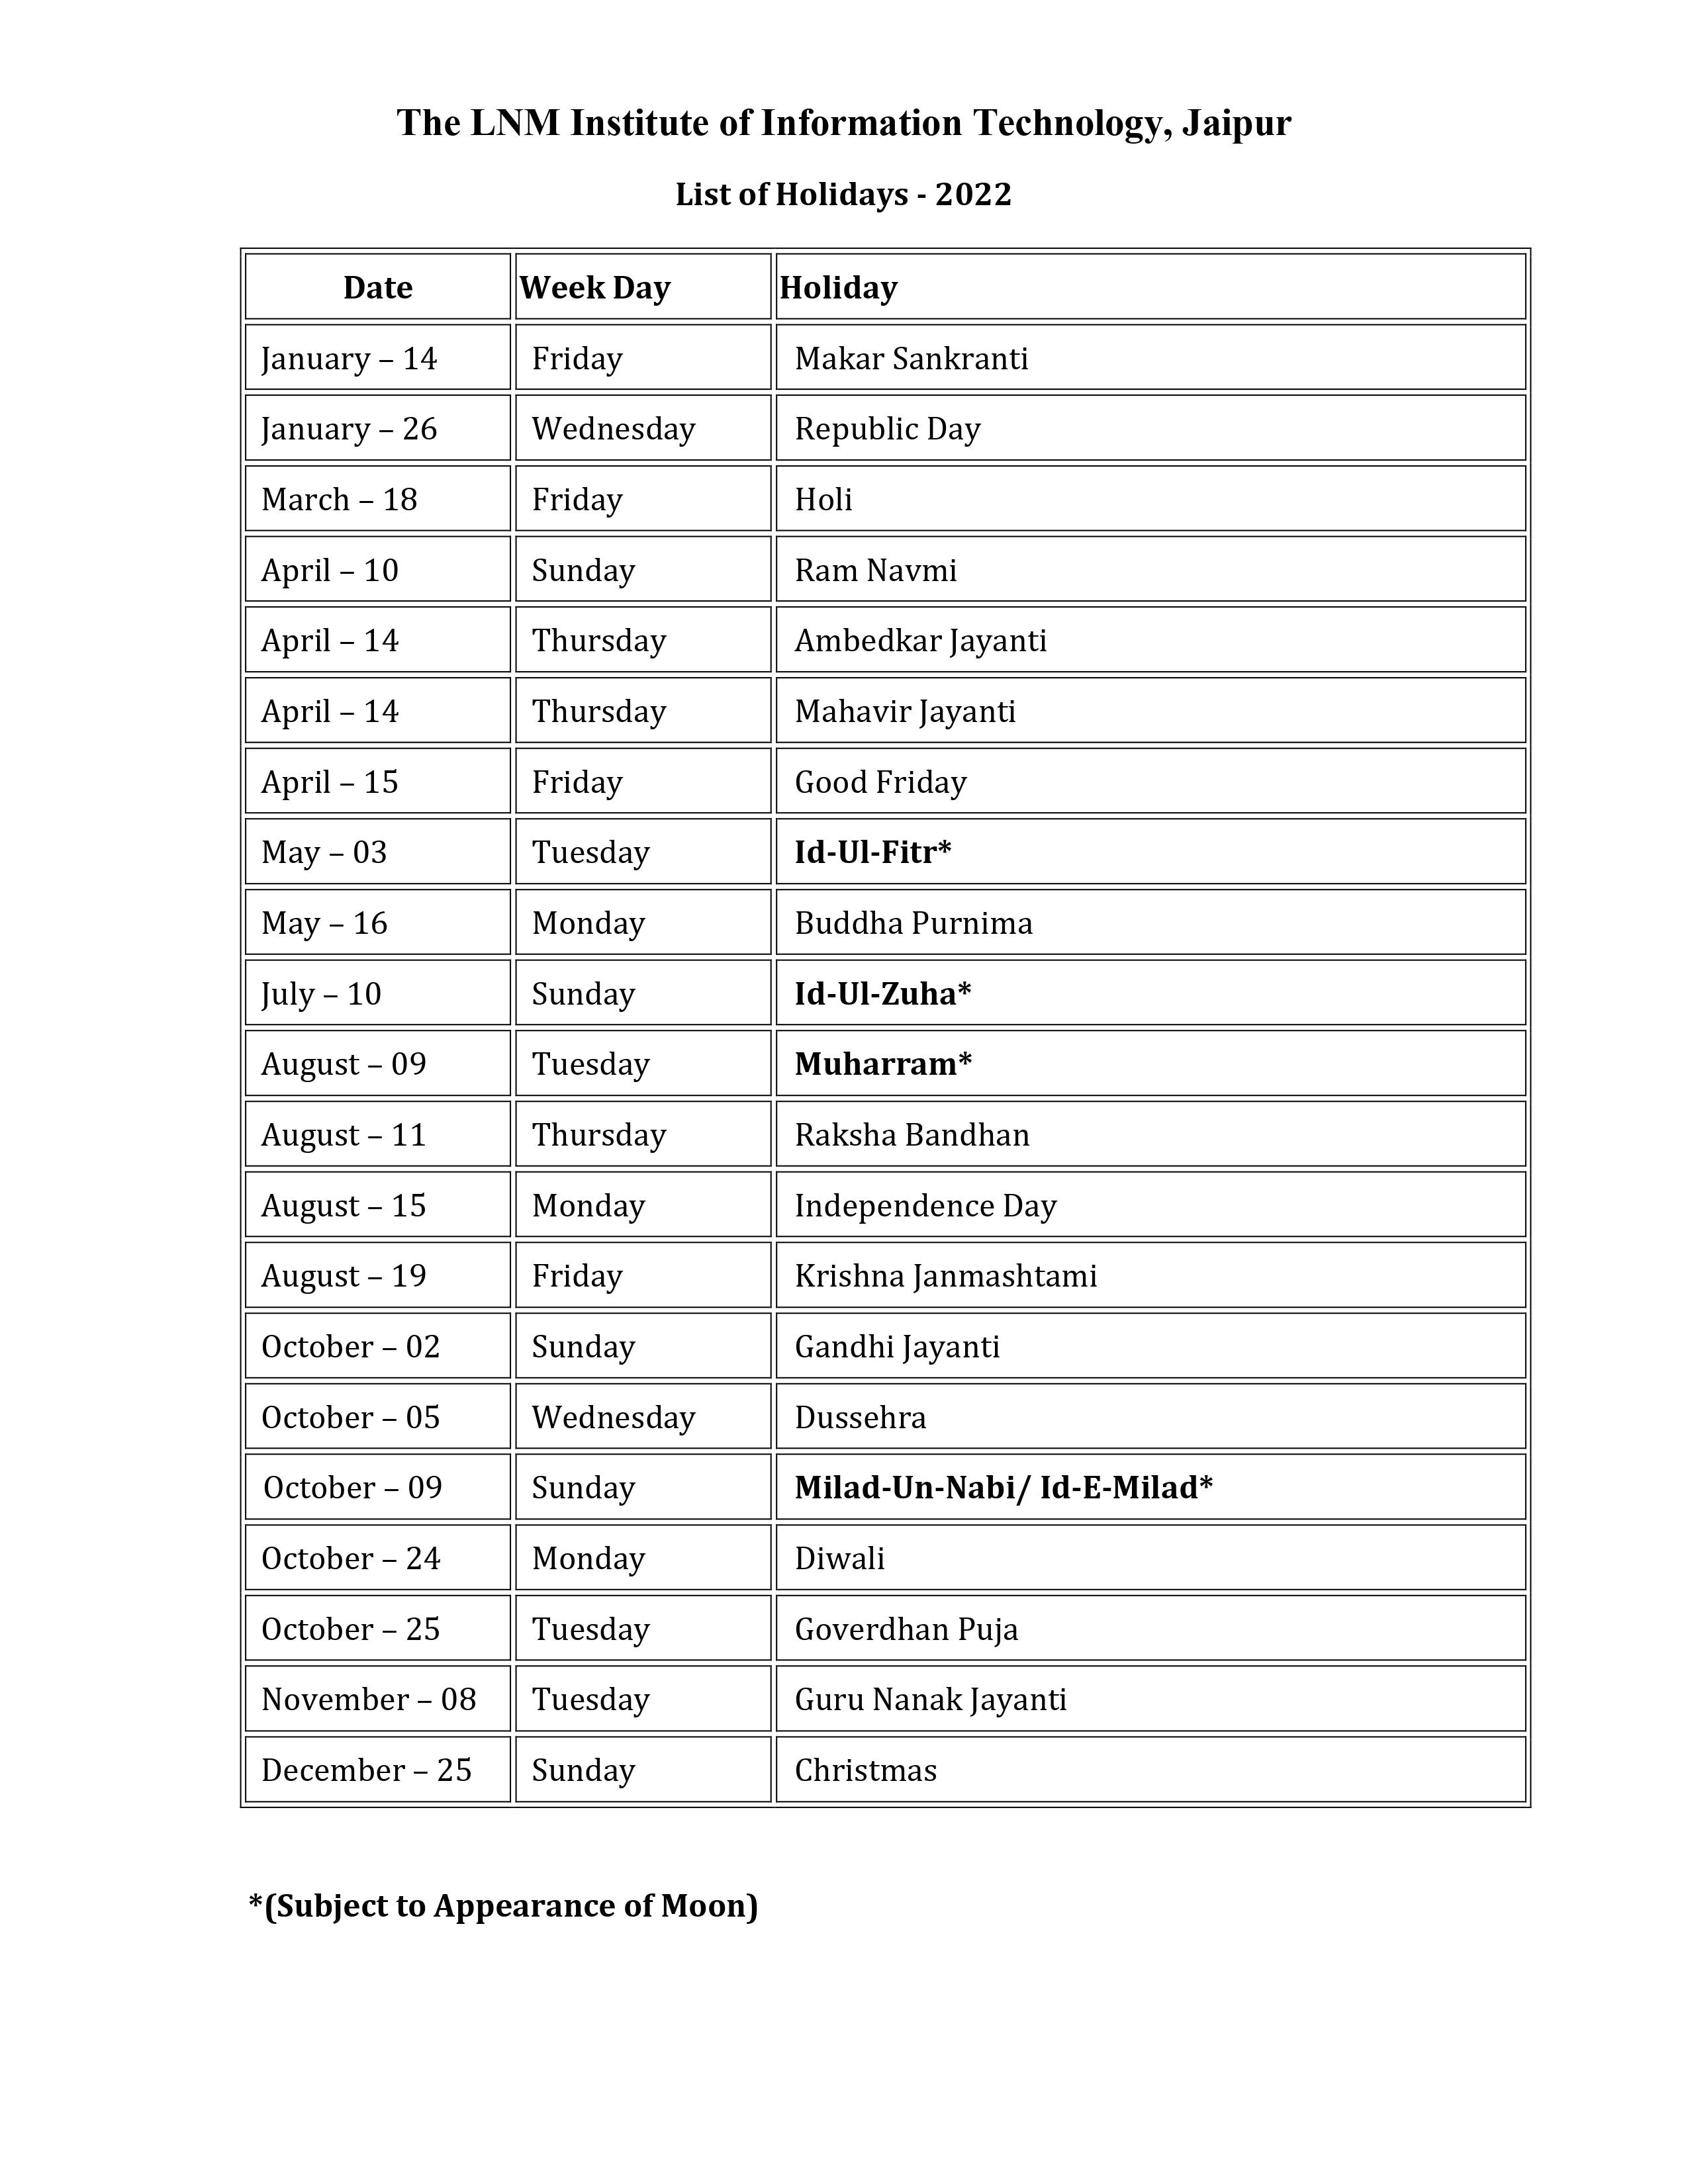 The LNM Institute of Information Technology, Jaipur
List of Holidays - 2022
Date Week Day Holiday
January – 14 Friday Makar Sankranti
January – 26 Wednesday Republic Day
March – 18 Friday Holi
April – 10 Sunday Ram Navmi
April – 14 Thursday Ambedkar Jayanti
April – 14 Thursday Mahavir Jayanti
April – 15 Friday Good Friday
May – 03 Tuesday Id-Ul-Fitr*
May – 16 Monday Buddha Purnima
July – 10 Sunday Id-Ul-Zuha*
August – 09 Tuesday Muharram*
August – 11 Thursday Raksha Bandhan
August – 15 Monday Independence Day
August – 19 Friday Krishna Janmashtami
October – 02 Sunday Gandhi Jayanti
October – 05 Wednesday Dussehra
October – 09 Sunday Milad-Un-Nabi/ Id-E-Milad*
October – 24 Monday Diwali
October – 25 Tuesday Goverdhan Puja
November – 08 Tuesday Guru Nanak Jayanti
December – 25 Sunday Christmas
*(Subject to Appearance of Moon)